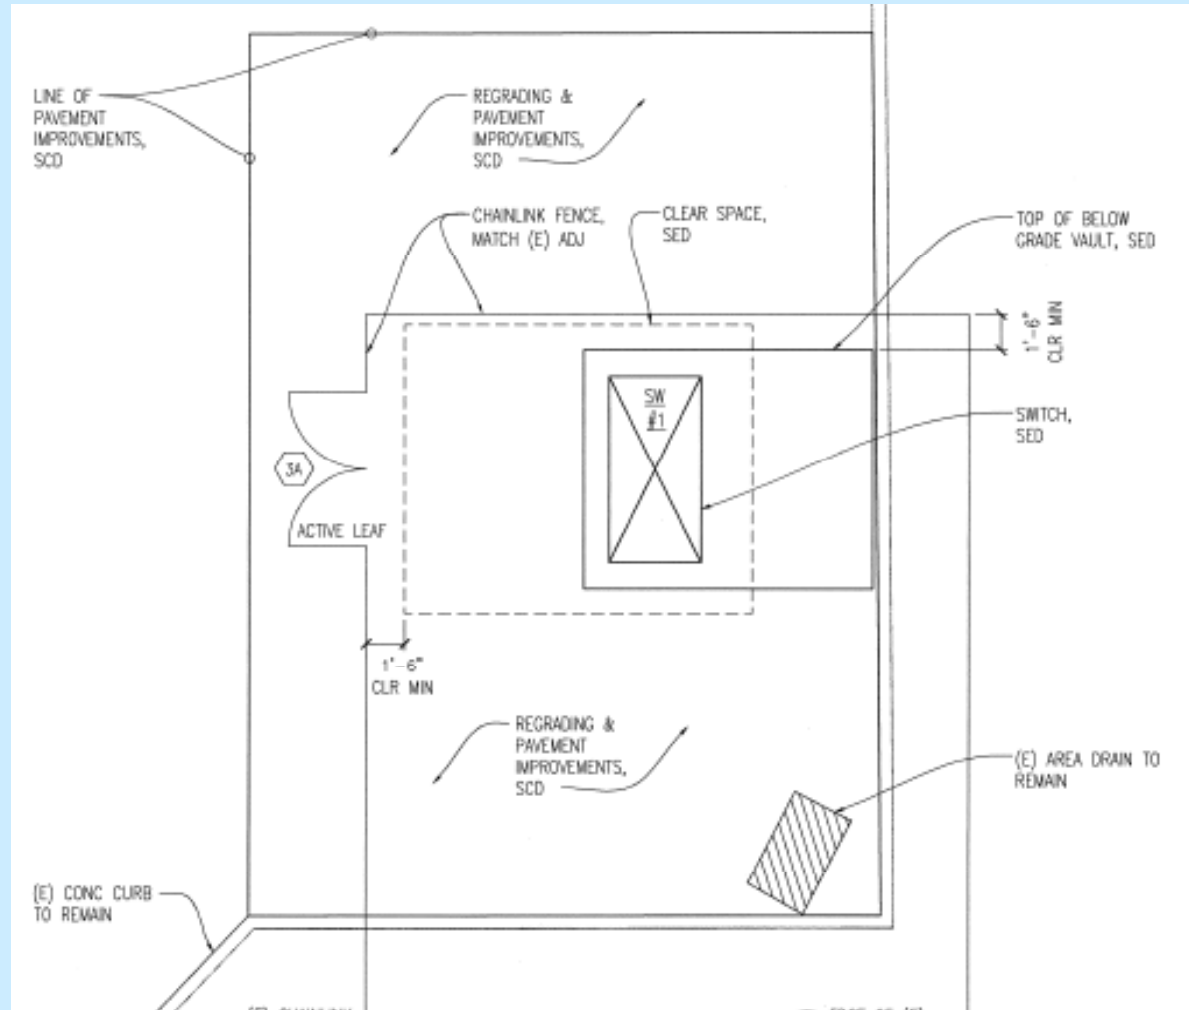 LINE OF
PAVEMENT
IMPROVEMENTS,
SCD
REGRADING &
PAVEMENT
IMPROVEMENTS,
SCD
CHAINLINK FENCE,
MATCH (E) ADJ
CLEAR SPACE,
SED
TOP OF BELOW
GRADE VAULT, SED
1'-6"
CLR MIN
SW
#1
SWITCH,
SED
3A
ACTIVE LEAF
1'-6"
CLR MIN
REGRADING &
PAVEMENT
IMPROVEMENTS,
SCD
(E) AREA DRAIN TO
REMAIN
(E) CONC CURB
TO REMAIN